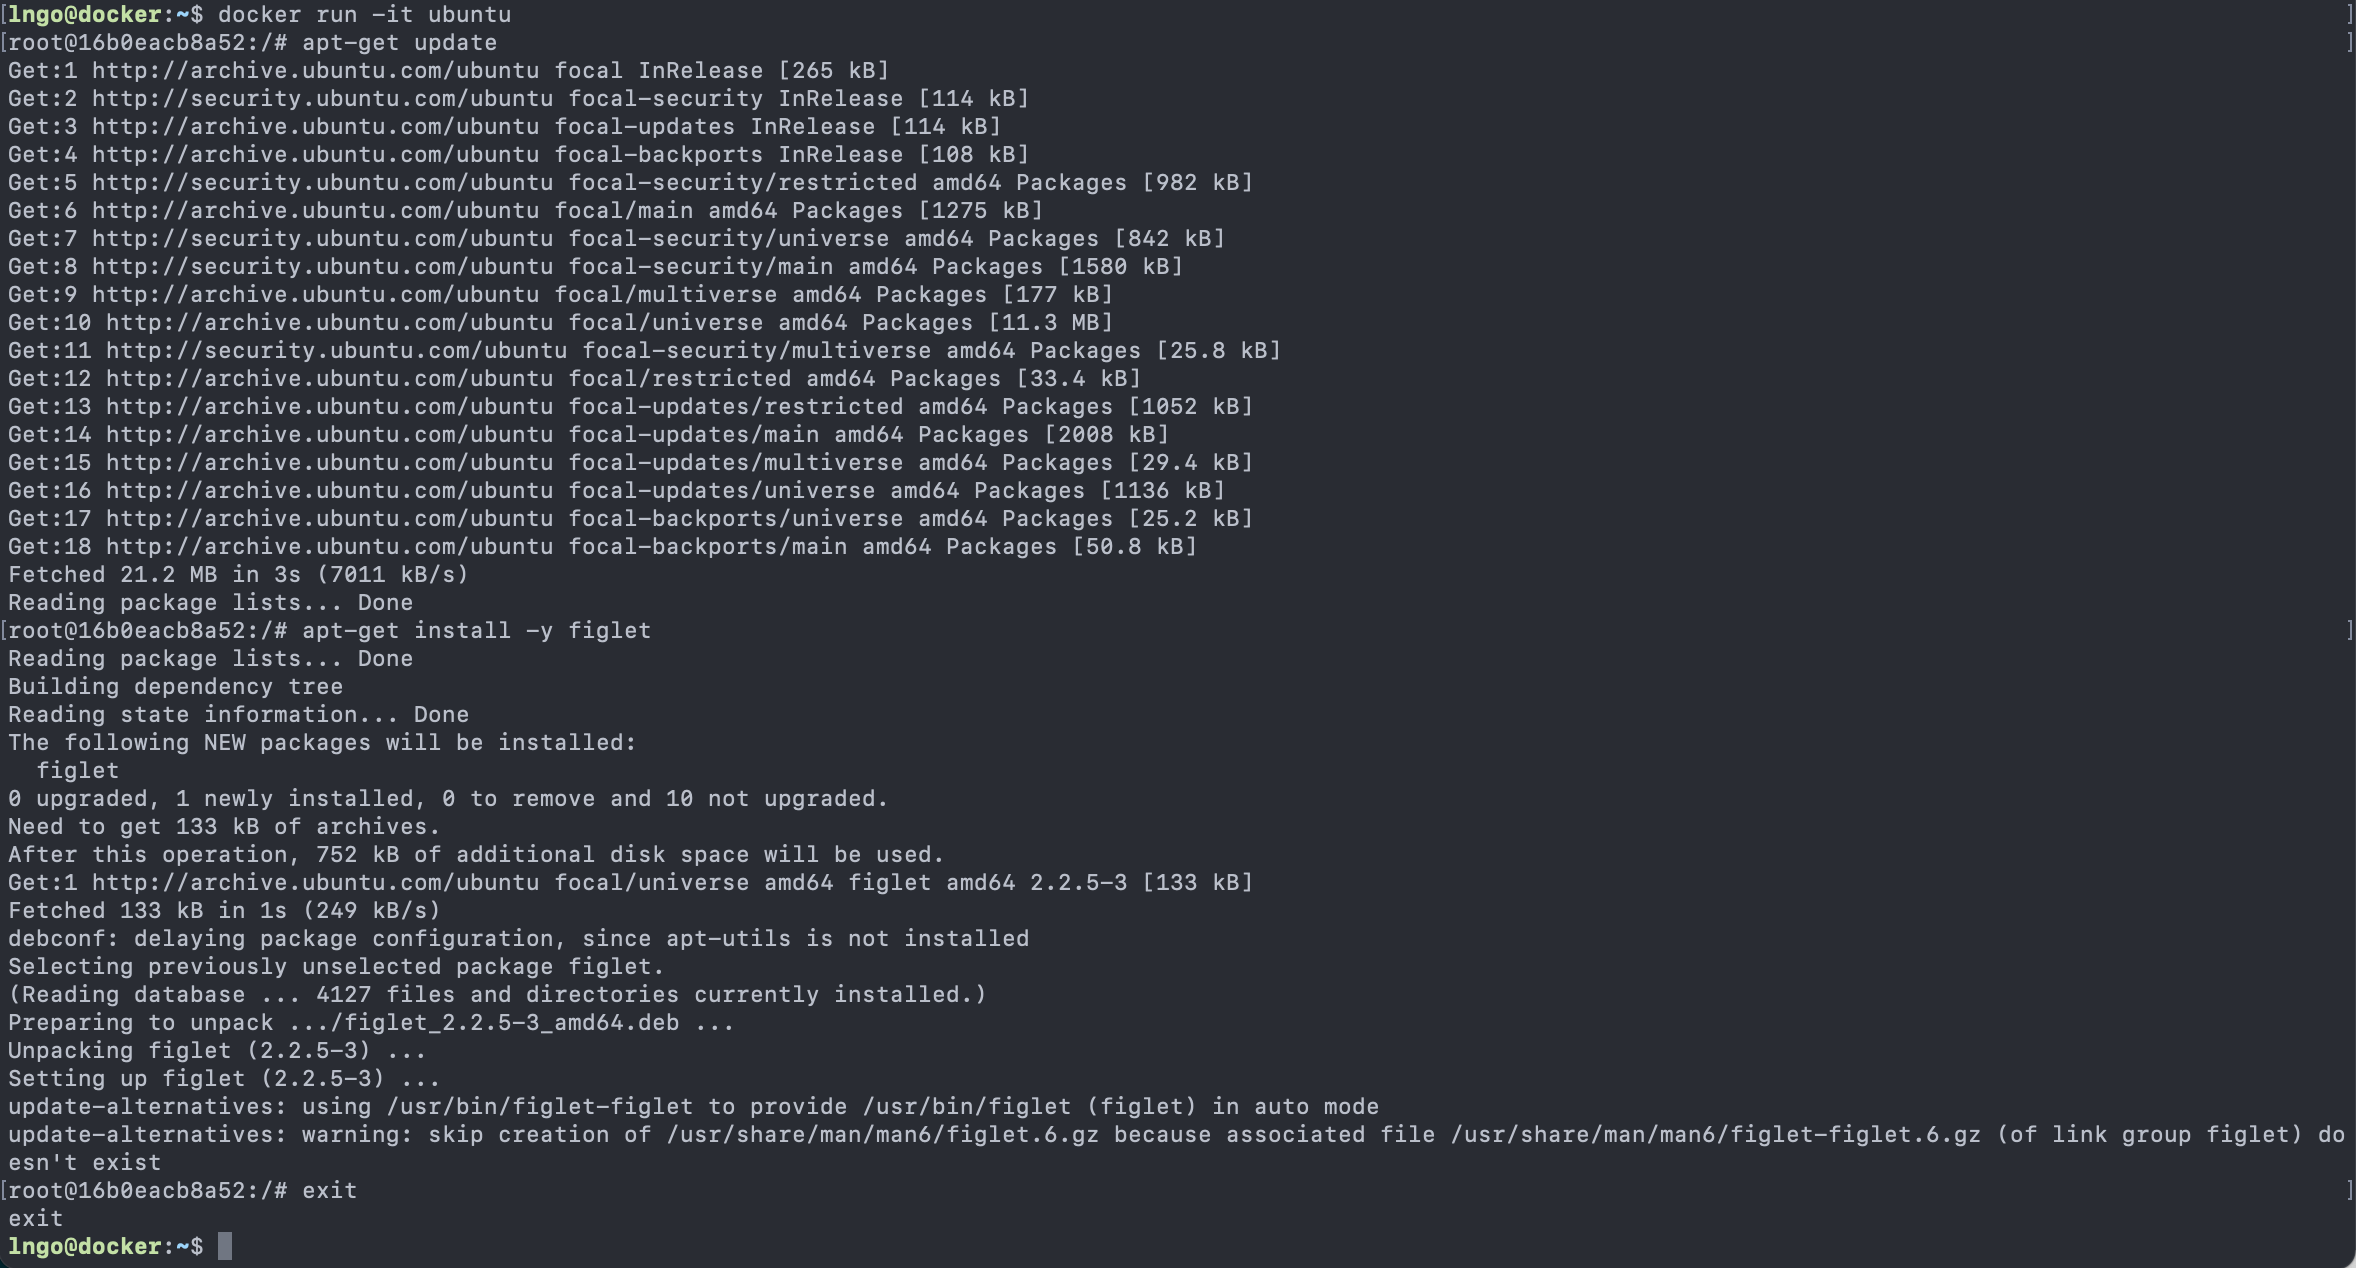 [lngo@docker:~$ docker run -it ubuntu ]
[root@16b0eacb8a52:/# apt-get update ]
Get:1 http://archive.ubuntu.com/ubuntu focal InRelease [265 kB]
Get:2 http://security.ubuntu.com/ubuntu focal-security InRelease [114 kB]
Get:3 http://archive.ubuntu.com/ubuntu focal-updates InRelease [114 kB]
Get:4 http://archive.ubuntu.com/ubuntu focal-backports InRelease [108 kB]
Get:5 http://security.ubuntu.com/ubuntu focal-security/restricted amd64 Packages [982 kB]
Get:6 http://archive.ubuntu.com/ubuntu focal/main amd64 Packages [1275 kB]
Get:7 http://security.ubuntu.com/ubuntu focal-security/universe amd64 Packages [842 kB]
Get:8 http://security.ubuntu.com/ubuntu focal-security/main amd64 Packages [1580 kB]
Get:9 http://archive.ubuntu.com/ubuntu focal/multiverse amd64 Packages [177 kB]
Get:10 http://archive.ubuntu.com/ubuntu focal/universe amd64 Packages [11.3 MB]
Get:11 http://security.ubuntu.com/ubuntu focal-security/multiverse amd64 Packages [25.8 kB]
Get:12 http://archive.ubuntu.com/ubuntu focal/restricted amd64 Packages [33.4 kB]
Get:13 http://archive.ubuntu.com/ubuntu focal-updates/restricted amd64 Packages [1052 kB]
Get:14 http://archive.ubuntu.com/ubuntu focal-updates/main amd64 Packages [2008 kB]
Get:15 http://archive.ubuntu.com/ubuntu focal-updates/multiverse amd64 Packages [29.4 kB]
Get:16 http://archive.ubuntu.com/ubuntu focal-updates/universe amd64 Packages [1136 kB]
Get:17 http://archive.ubuntu.com/ubuntu focal-backports/universe amd64 Packages [25.2 kB]
Get:18 http://archive.ubuntu.com/ubuntu focal-backports/main amd64 Packages [50.8 kB]
Fetched 21.2 MB in 3s (7011 kB/s)
Reading package lists... Done
[root@16b0eacb8a52:/# apt-get install -y figlet ]
Reading package lists... Done
Building dependency tree
Reading state information... Done
The following NEW packages will be installed:
  figlet
0 upgraded, 1 newly installed, 0 to remove and 10 not upgraded.
Need to get 133 kB of archives.
After this operation, 752 kB of additional disk space will be used.
Get:1 http://archive.ubuntu.com/ubuntu focal/universe amd64 figlet amd64 2.2.5-3 [133 kB]
Fetched 133 kB in 1s (249 kB/s)
debconf: delaying package configuration, since apt-utils is not installed
Selecting previously unselected package figlet.
(Reading database ... 4127 files and directories currently installed.)
Preparing to unpack .../figlet_2.2.5-3_amd64.deb ...
Unpacking figlet (2.2.5-3) ...
Setting up figlet (2.2.5-3) ...
update-alternatives: using /usr/bin/figlet-figlet to provide /usr/bin/figlet (figlet) in auto mode
update-alternatives: warning: skip creation of /usr/share/man/man6/figlet.6.gz because associated file /usr/share/man/man6/figlet-figlet.6.gz (of link group figlet) do
esn't exist
[root@16b0eacb8a52:/# exit ]
exit
lngo@docker:~$